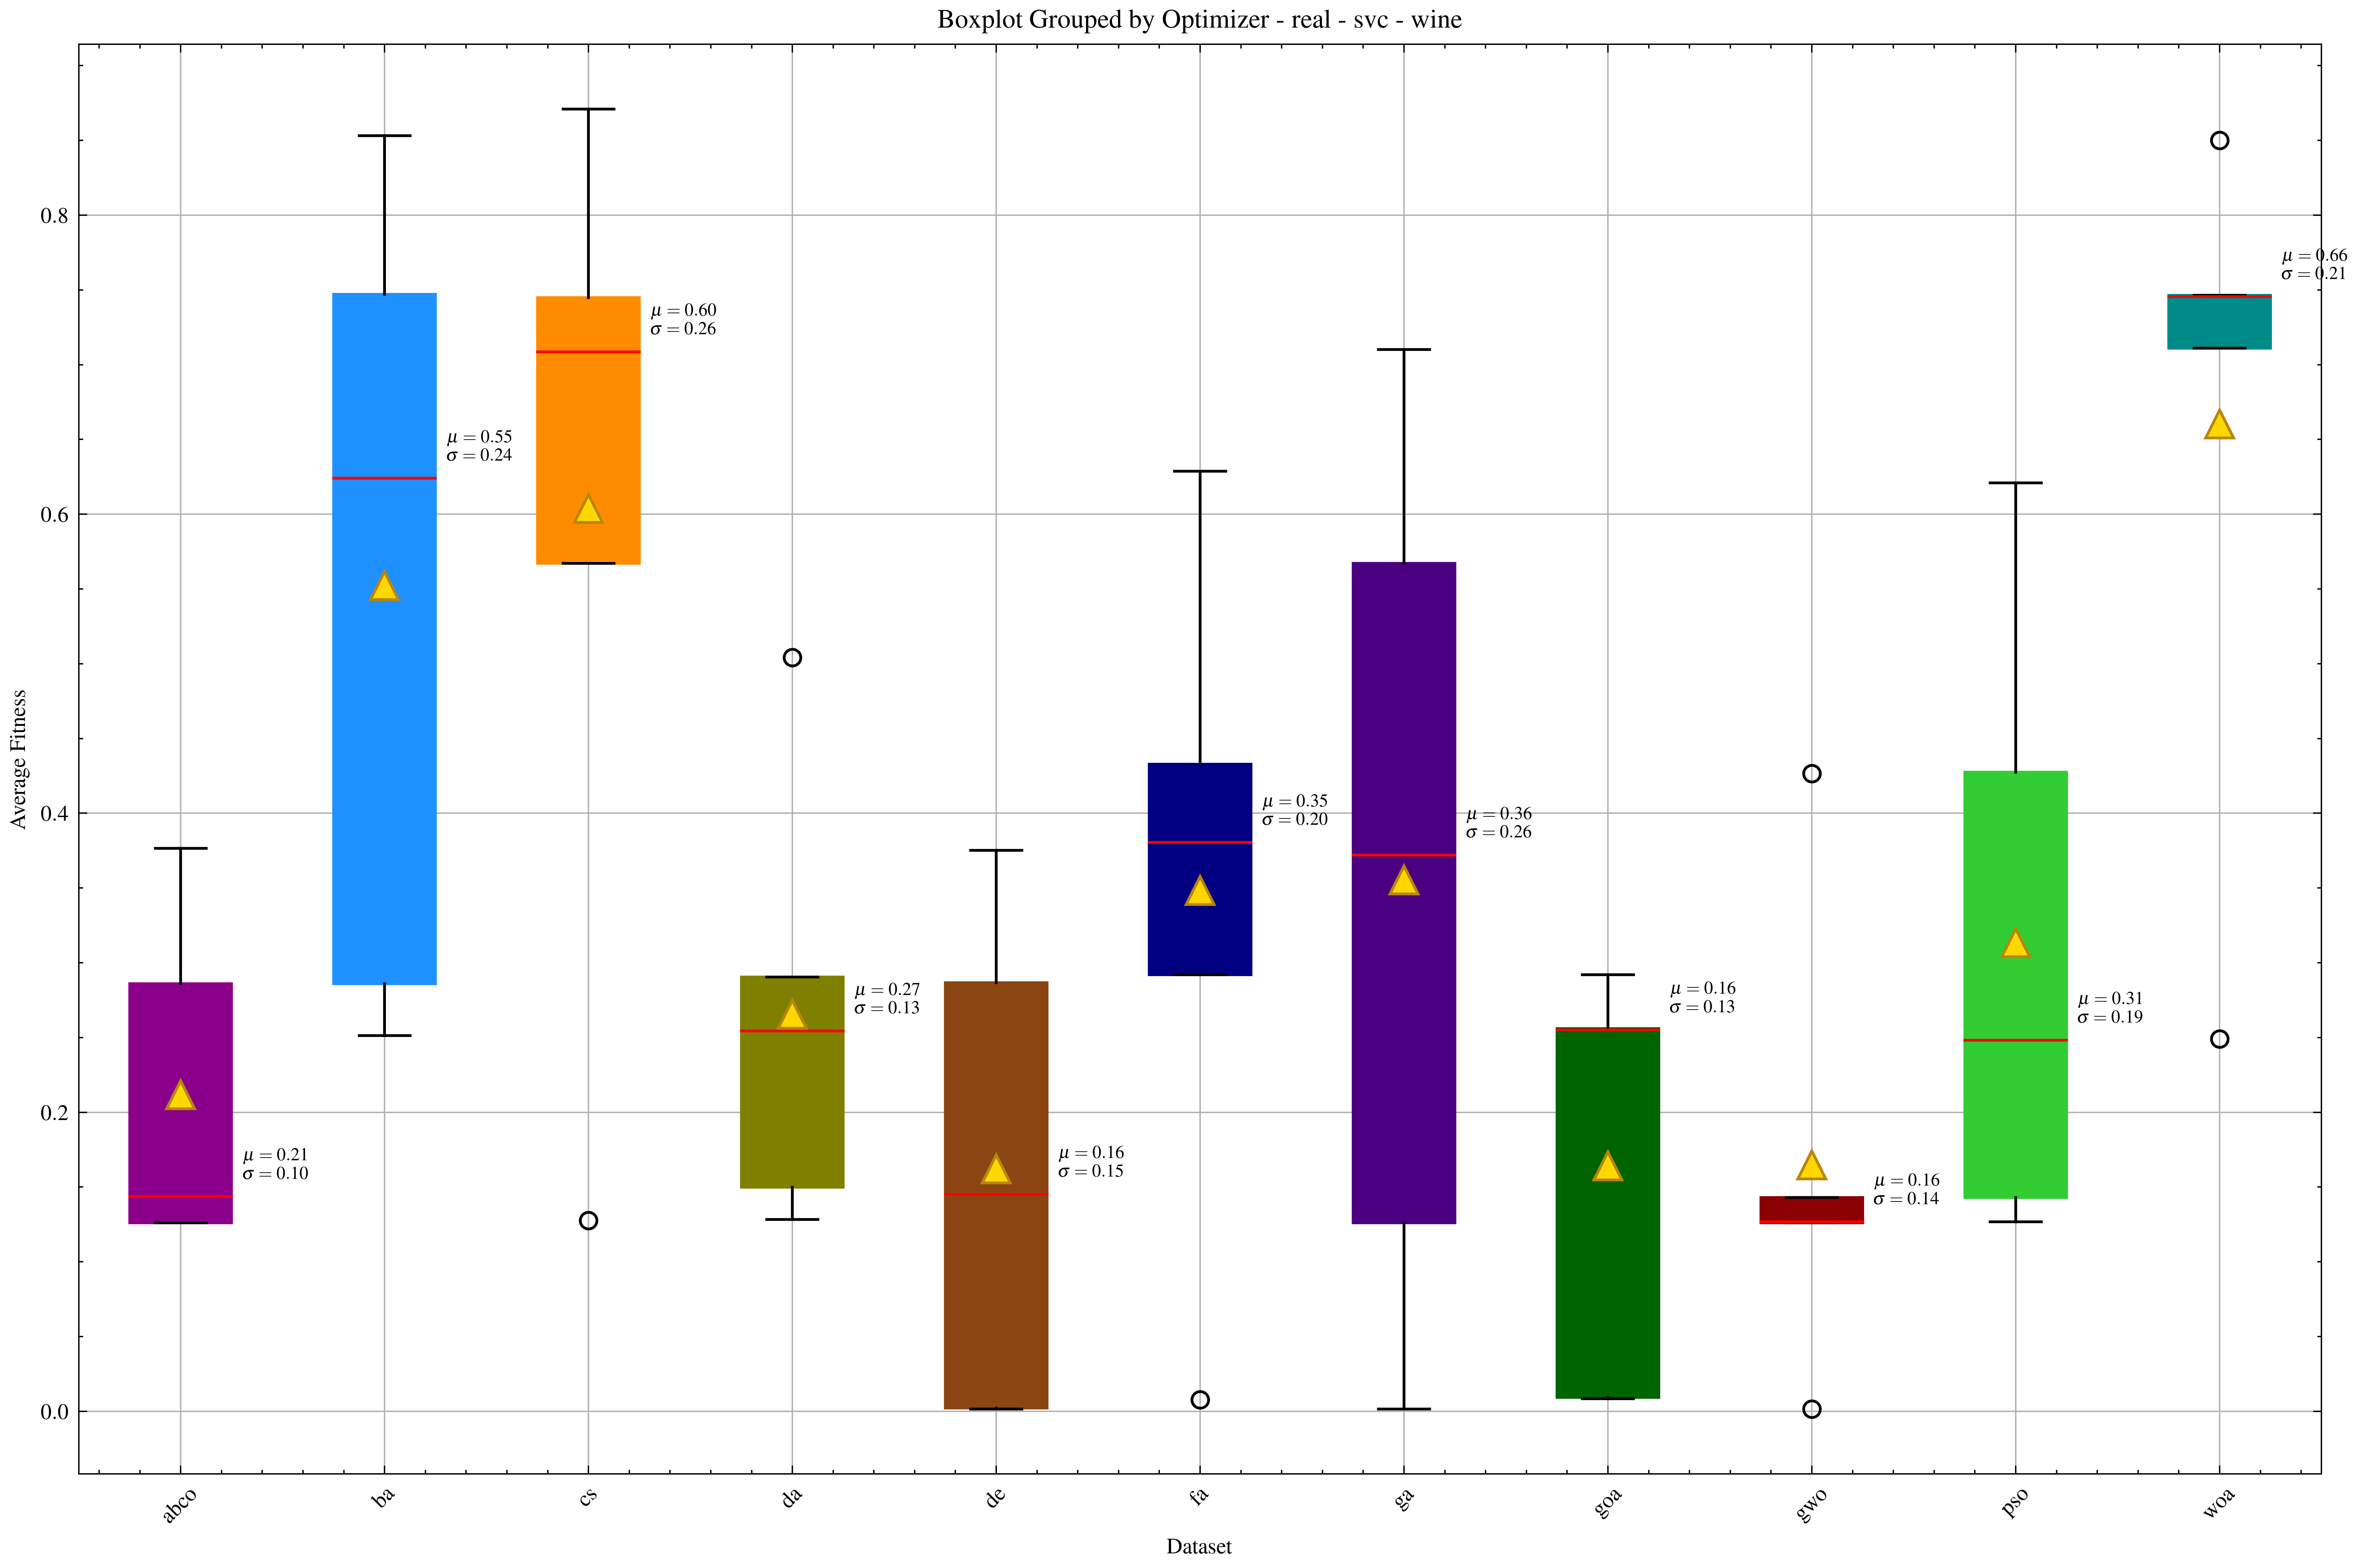 Boxplot Grouped by Optimizer - real - svc - wine
Average Fitness
0.8
0.6
0.4
0.2
0.0
μ = 0.21
σ = 0.10
μ = 0.55
σ = 0.24
μ = 0.60
σ = 0.26
μ = 0.27
σ = 0.13
μ = 0.16
σ = 0.15
μ = 0.35
σ = 0.20
μ = 0.36
σ = 0.26
μ = 0.16
σ = 0.13
μ = 0.16
σ = 0.14
μ = 0.31
σ = 0.19
μ = 0.66
σ = 0.21
abco
ba
cs
da
de
fa
ga
goa
gwo
pso
woa
Dataset